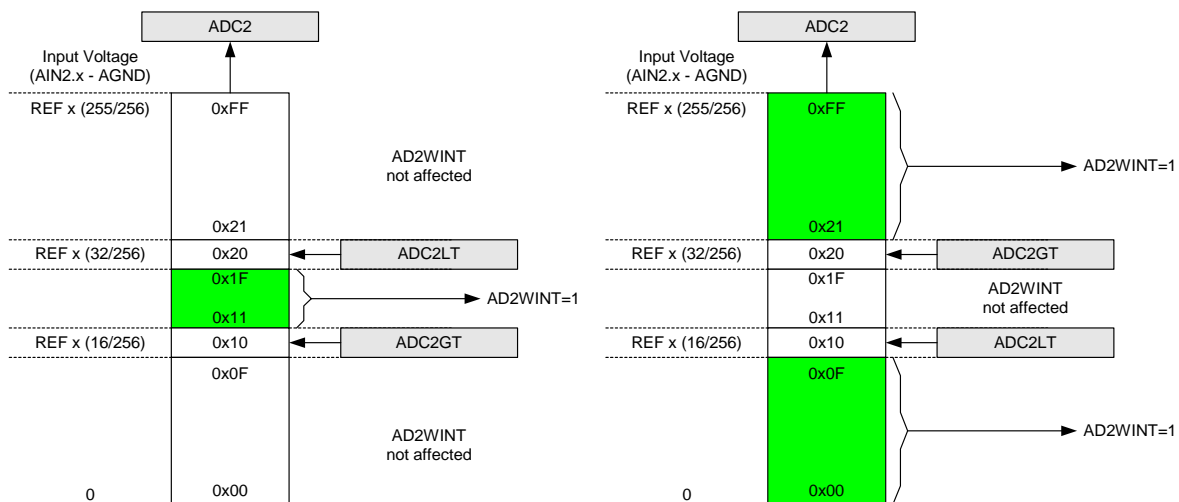 ADC2
Input Voltage
(AIN2.x - AGND)
REF x (255/256)
0xFF
AD2WINT
not affected
0x21
REF x (32/256)
0x20
ADC2LT
0x1F
AD2WINT=1
0x11
REF x (16/256)
0x10
ADC2GT
0x0F
AD2WINT
not affected
0
0x00
ADC2
Input Voltage
(AIN2.x - AGND)
REF x (255/256)
0xFF
AD2WINT=1
0x21
REF x (32/256)
0x20
ADC2GT
0x1F
AD2WINT
not affected
0x11
REF x (16/256)
0x10
ADC2LT
0x0F
AD2WINT=1
0
0x00